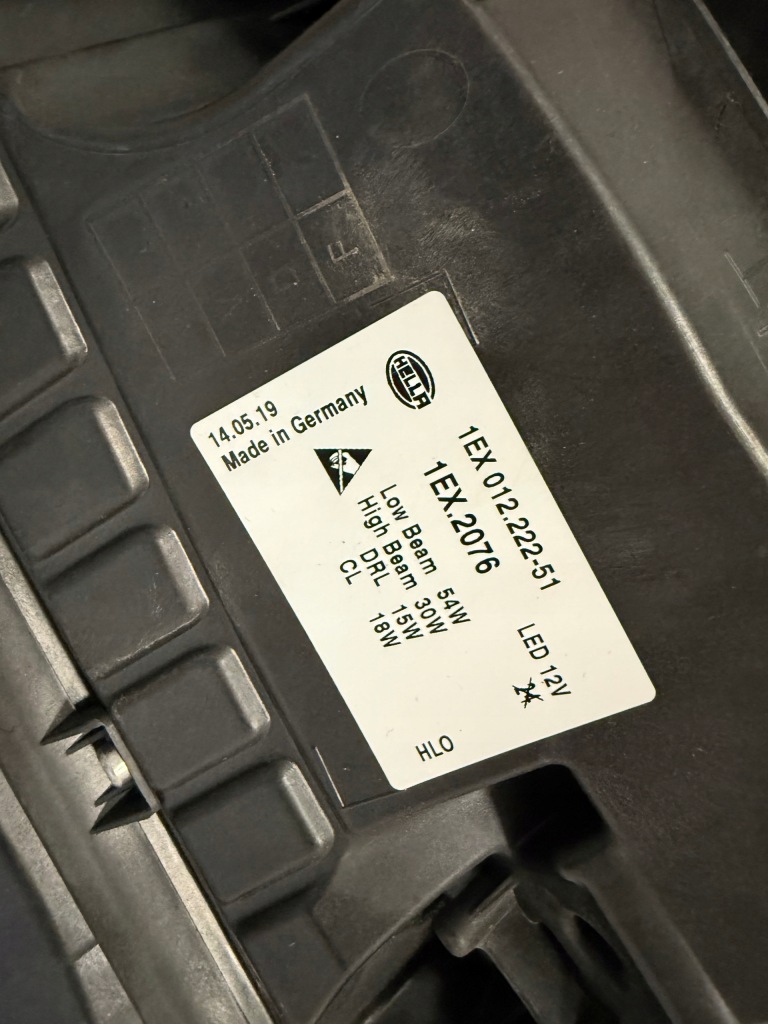 HELLA
1EX 012.222-51
LED 12V
1EX.2076
Low Beam 54W
High Beam 30W
DRL 15W
CL 18W
14.05.19
Made in Germany
HLO
F
D